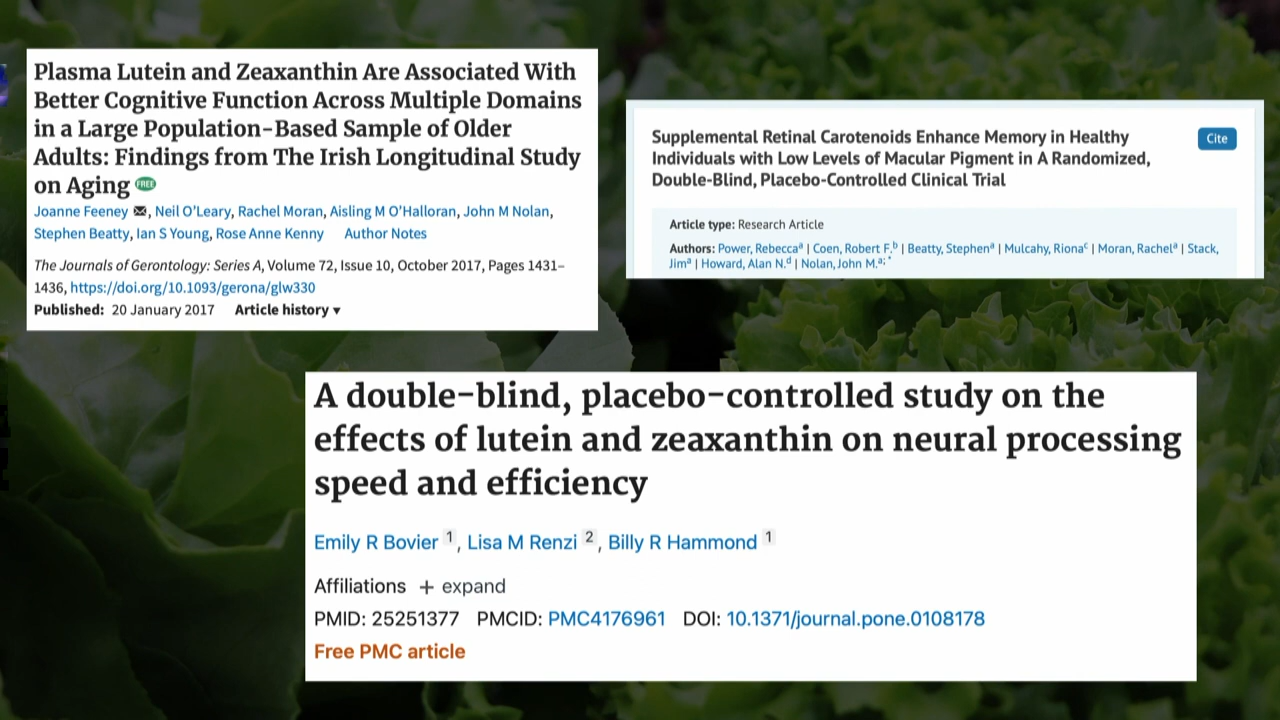 Plasma Lutein and Zeaxanthin Are Associated With
Better Cognitive Function Across Multiple Domains
in a Large Population-Based Sample of Older
Adults: Findings from The Irish Longitudinal Study
on Aging FREE
Joanne Feeney, Neil O'Leary, Rachel Moran, Aisling M O'Halloran, John M Nolan,
Stephen Beatty, Ian S Young, Rose Anne Kenny Author Notes
The Journals of Gerontology: Series A, Volume 72, Issue 10, October 2017, Pages 1431–
1436, https://doi.org/10.1093/gerona/glw330
Published: 20 January 2017 Article history ▾
Supplemental Retinal Carotenoids Enhance Memory in Healthy
Individuals with Low Levels of Macular Pigment in A Randomized,
Double-Blind, Placebo-Controlled Clinical Trial
Cite
Article type: Research Article
Authors: Power, Rebeccaᵃ | Coen, Robert F.ᵇ | Beatty, Stephenᵃ | Mulcahy, Rionaᶜ | Moran, Rachelᵃ | Stack,
Jimᵃ | Howard, Alan N.ᵈ | Nolan, John M.ᵃ; *
A double-blind, placebo-controlled study on the
effects of lutein and zeaxanthin on neural processing
speed and efficiency
Emily R Bovier 1, Lisa M Renzi 2, Billy R Hammond 1
Affiliations + expand
PMID: 25251377 PMCID: PMC4176961 DOI: 10.1371/journal.pone.0108178
Free PMC article